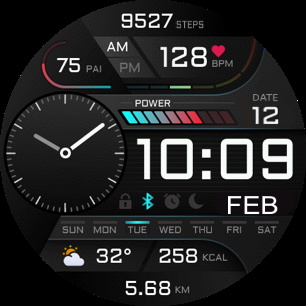 9527 STEPS
AM
PM
75 PAI
128 BPM
POWER
DATE
12
10:09
FEB
SUN MON TUE WED THU FRI SAT
32° 258 KCAL
5.68 KM